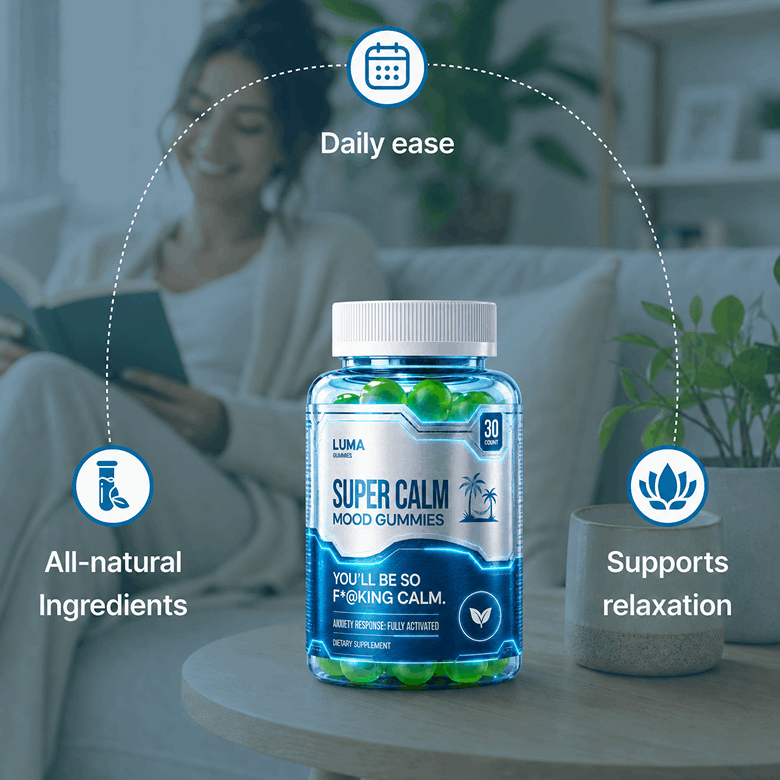 Daily ease
LUMA
GUMMIES
30
COUNT
SUPER CALM
MOOD GUMMIES
YOU'LL BE SO
F*@KING CALM.
ANXIETY RESPONSE: FULLY ACTIVATED
DIETARY SUPPLEMENT
All-natural
Ingredients
Supports
relaxation